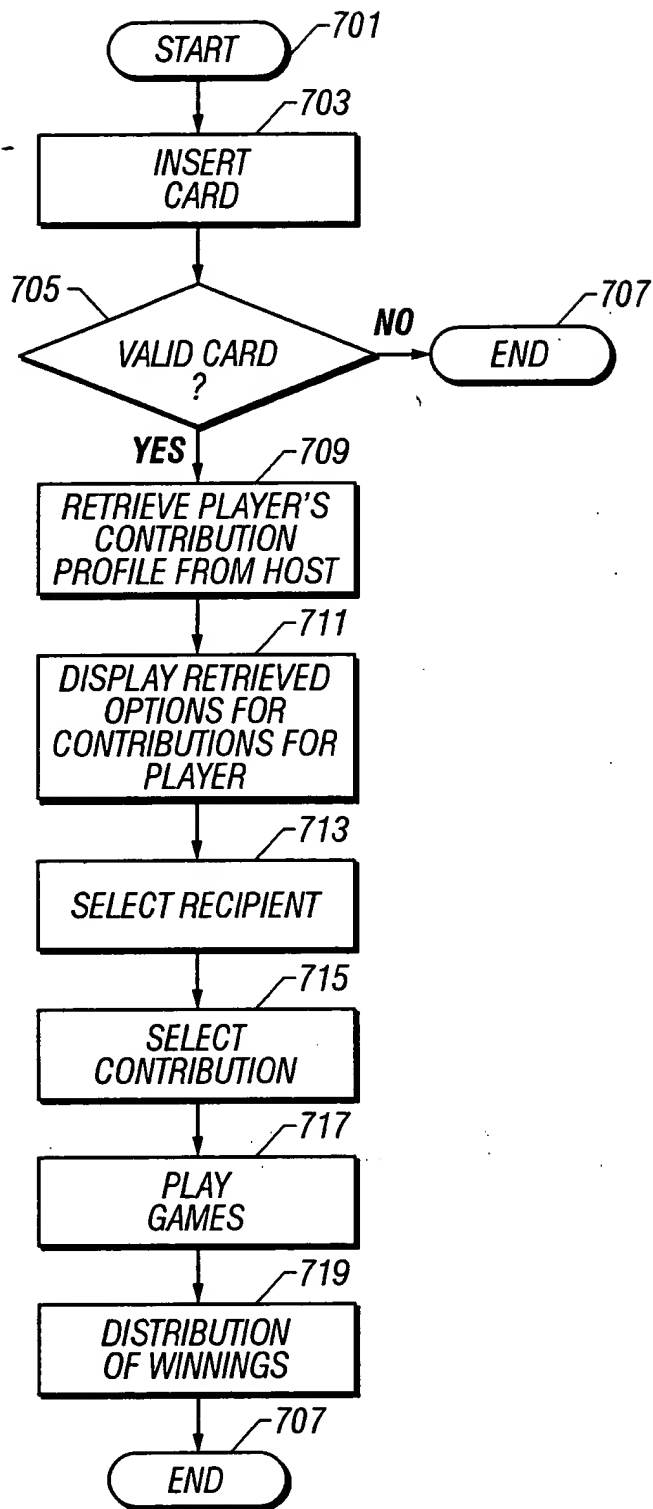 701
START
703
INSERT
CARD
705
VALID CARD
?
NO
707
END
YES
709
RETRIEVE PLAYER'S
CONTRIBUTION
PROFILE FROM HOST
711
DISPLAY RETRIEVED
OPTIONS FOR
CONTRIBUTIONS FOR
PLAYER
713
SELECT RECIPIENT
715
SELECT
CONTRIBUTION
717
PLAY
GAMES
719
DISTRIBUTION
OF WINNINGS
707
END